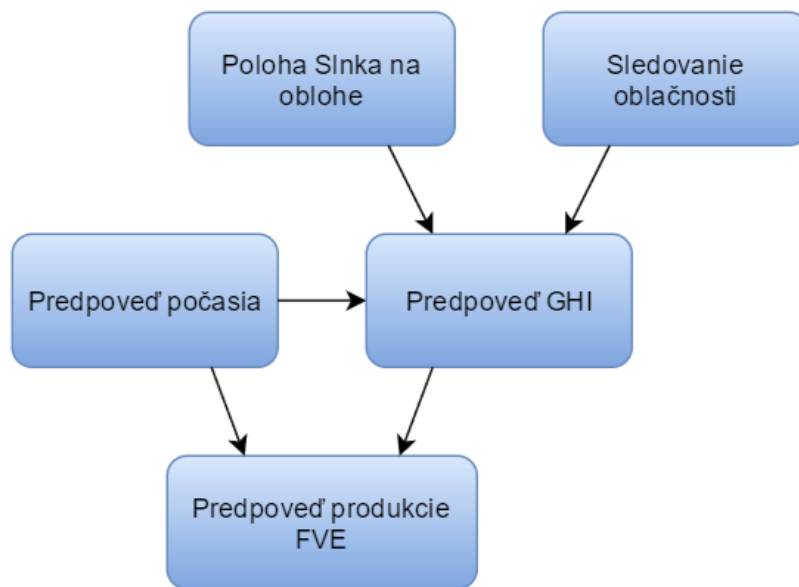 Poloha Slnka na
oblohe
Sledovanie
oblačnosti
Predpoveď počasia
Predpoveď GHI
Predpoveď produkcie
FVE